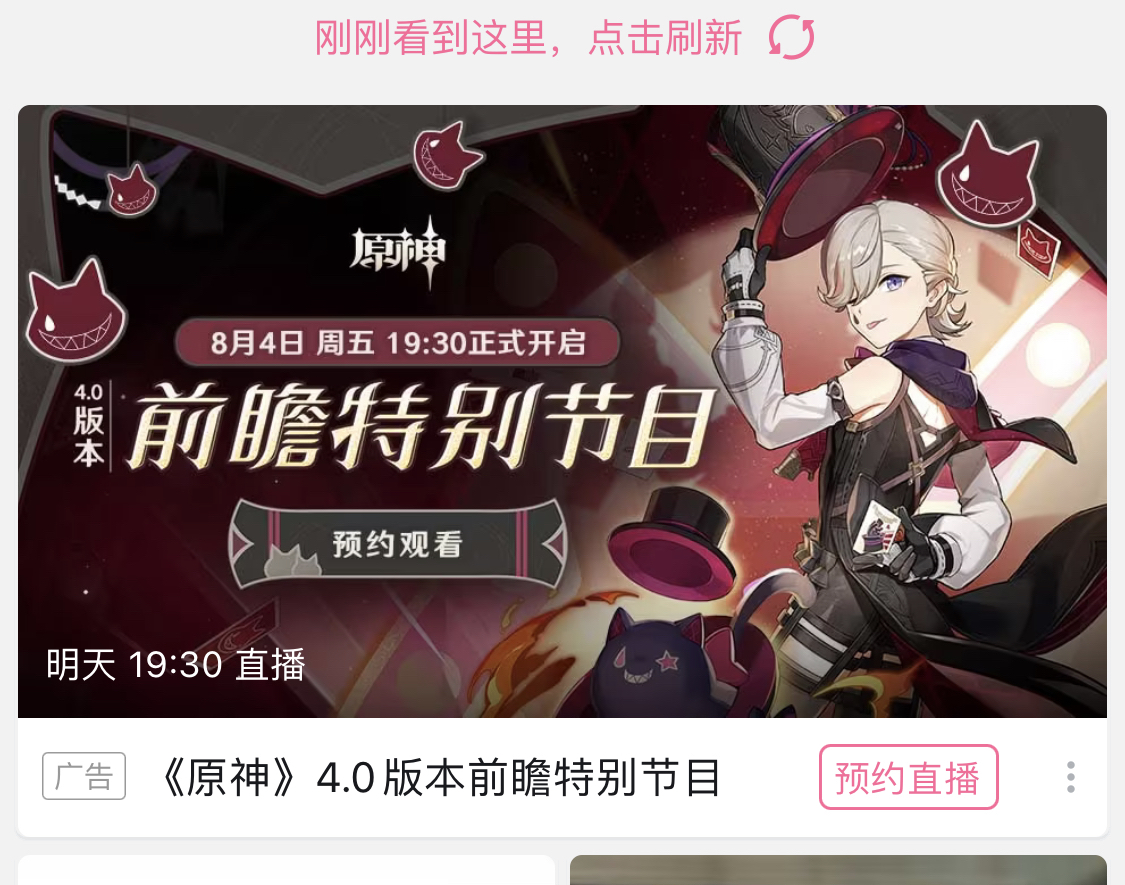 刚刚看到这里，点击刷新
原神
8月4日 周五 19:30正式开启
4.0
版
本
前瞻特别节目
预约观看
明天 19:30 直播
广告
《原神》4.0版本前瞻特别节目
预约直播